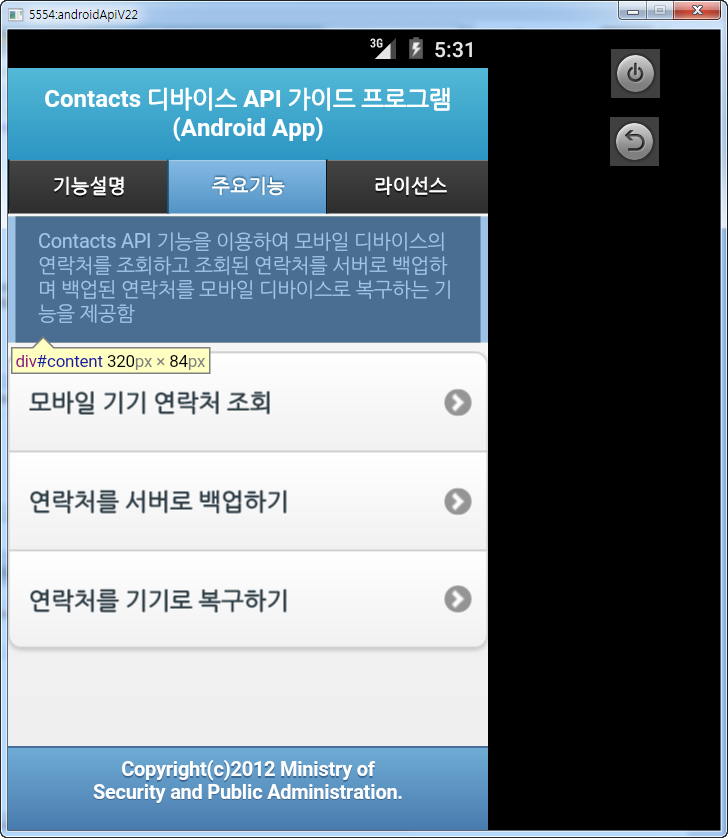 5554:androidApiV22
3G 5:31
Contacts 디바이스 API 가이드 프로그램
(Android App)
기능설명 주요기능 라이선스
Contacts API 기능을 이용하여 모바일 디바이스의
연락처를 조회하고 조회된 연락처를 서버로 백업하
며 백업된 연락처를 모바일 디바이스로 복구하는 기
능을 제공함
div#content 320px × 84px
모바일 기기 연락처 조회
연락처를 서버로 백업하기
연락처를 기기로 복구하기
Copyright(c)2012 Ministry of
Security and Public Administration.